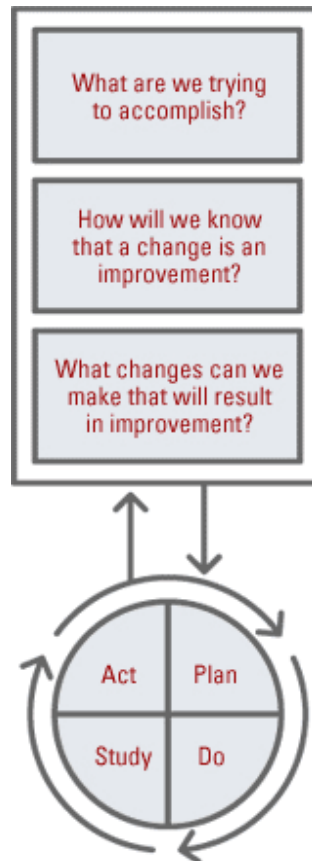 What are we trying
to accomplish?
How will we know
that a change is an
improvement?
What changes can we
make that will result
in improvement?
Act
Plan
Study
Do